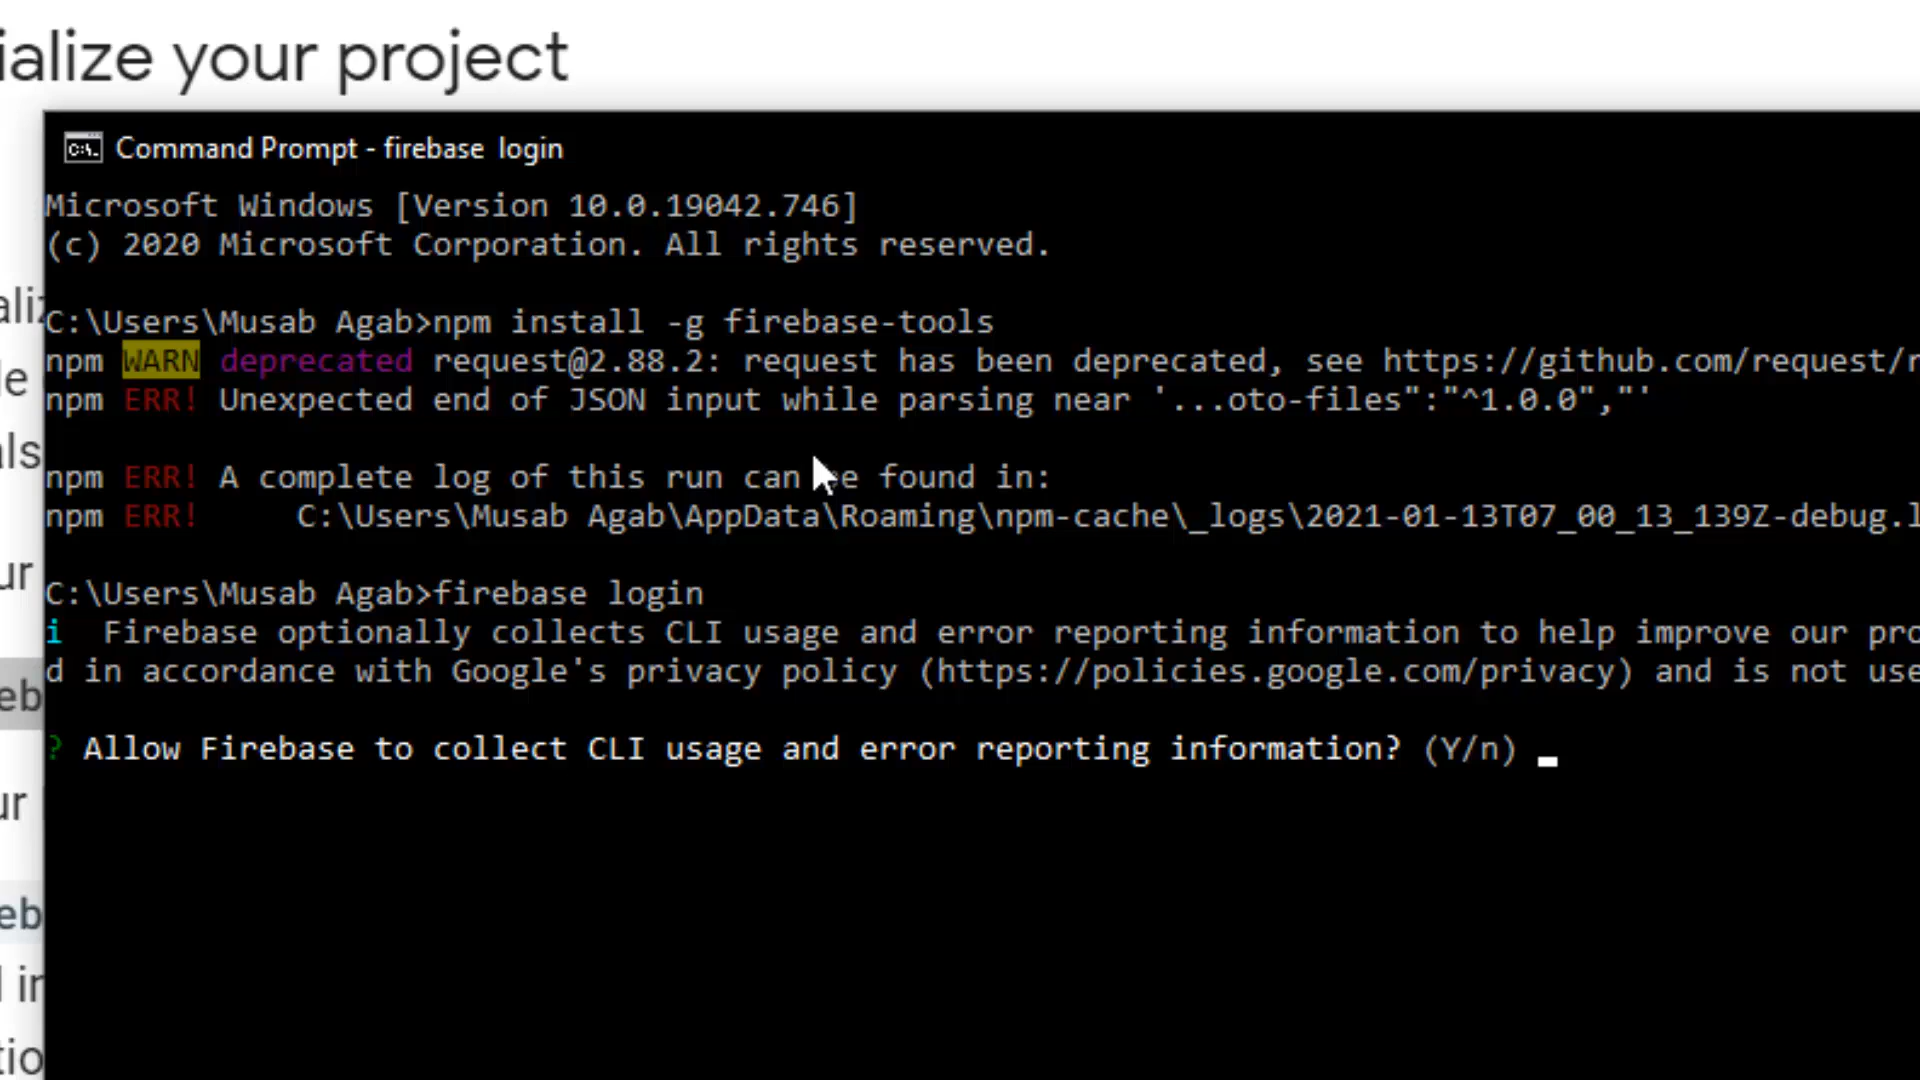 ialize your project
Command Prompt - firebase login
Microsoft Windows [Version 10.0.19042.746]
(c) 2020 Microsoft Corporation. All rights reserved.
C:\Users\Musab Agab>npm install -g firebase-tools
npm WARN deprecated request@2.88.2: request has been deprecated, see https://github.com/request/r
npm ERR! Unexpected end of JSON input while parsing near '...oto-files":"^1.0.0","'
npm ERR! A complete log of this run can be found in:
npm ERR!     C:\Users\Musab Agab\AppData\Roaming\npm-cache\_logs\2021-01-13T07_00_13_139Z-debug.l
C:\Users\Musab Agab>firebase login
i  Firebase optionally collects CLI usage and error reporting information to help improve our pro
d in accordance with Google's privacy policy (https://policies.google.com/privacy) and is not use
? Allow Firebase to collect CLI usage and error reporting information? (Y/n)